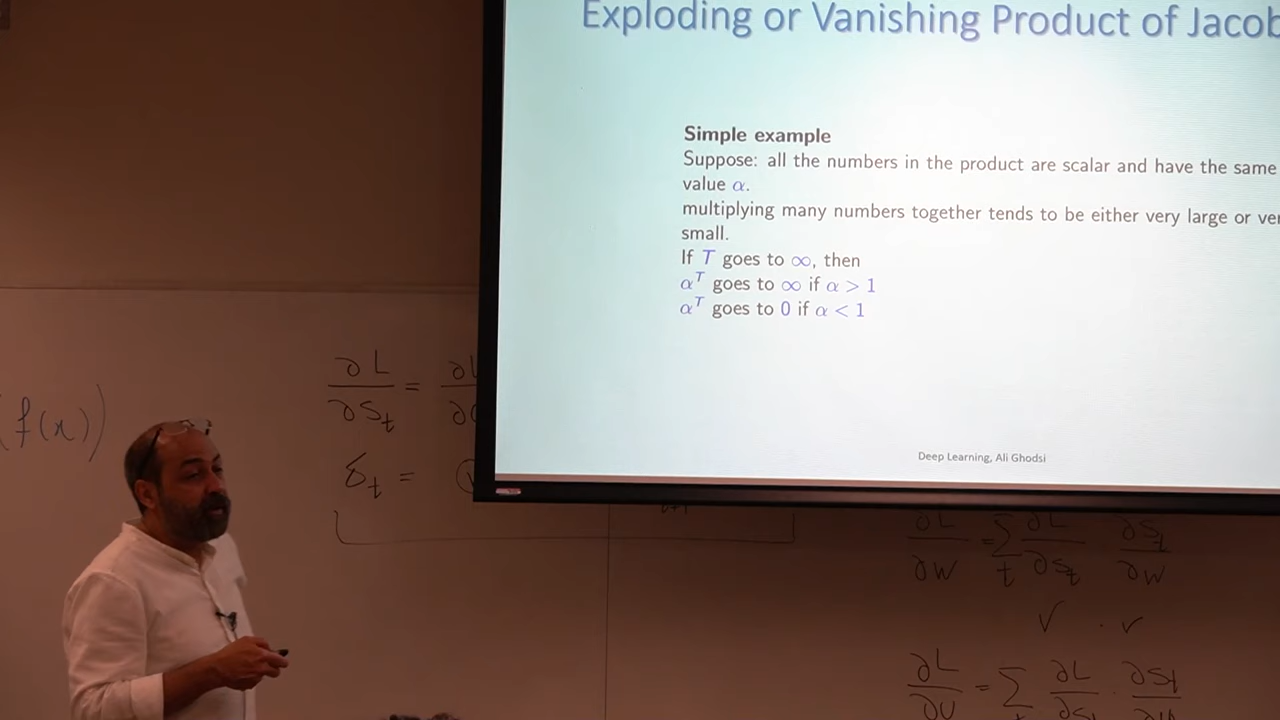 Exploding or Vanishing Product of Jacob
Simple example
Suppose: all the numbers in the product are scalar and have the same
value α.
multiplying many numbers together tends to be either very large or ver
small.
If T goes to ∞, then
α^T goes to ∞ if α > 1
α^T goes to 0 if α < 1
Deep Learning, Ali Ghodsi
(f(x))
∂L/∂S_t = ∂L/∂
δ_t =
∂L/∂W = Σ_t ∂L/∂S_t ∂S_t/∂W
√ . √
∂L/∂U = Σ ∂L/∂S_t . ∂S_t/∂U